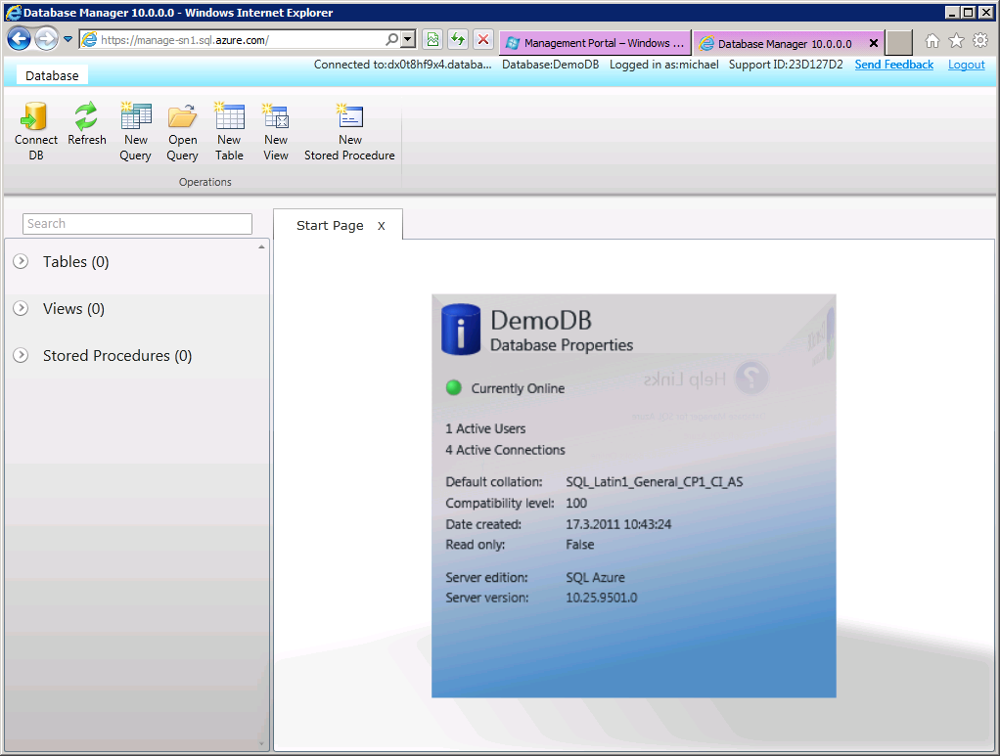 Database Manager 10.0.0.0 - Windows Internet Explorer
https://manage-sn1.sql.azure.com/
Management Portal – Windows ...
Database Manager 10.0.0.0
Database
Connected to:dx0t8hf9x4.databa... Database:DemoDB Logged in as:michael Support ID:23D127D2 Send Feedback Logout
Connect DB
Refresh
New Query
Open Query
New Table
New View
New Stored Procedure
Operations
Search
Start Page X
Tables (0)
Views (0)
Stored Procedures (0)
DemoDB
Database Properties
Help Links
Currently Online
1 Active Users
4 Active Connections
Default collation: SQL_Latin1_General_CP1_CI_AS
Compatibility level: 100
Date created: 17.3.2011 10:43:24
Read only: False
Server edition: SQL Azure
Server version: 10.25.9501.0